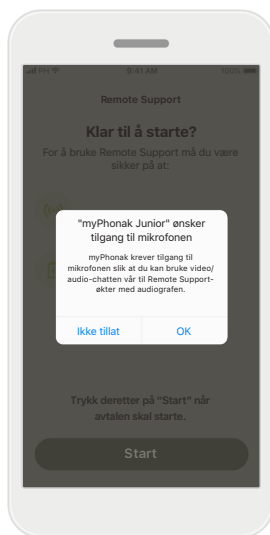 PH 9:41 AM 100%
Remote Support
Klar til å starte?
For å bruke Remote Support må du være
sikker på at:
"myPhonak Junior" ønsker
tilgang til mikrofonen
myPhonak krever tilgang til
mikrofonen slik at du kan bruke video/
audio-chatten vår til Remote Support-
økter med audiografen.
Ikke tillat OK
Trykk deretter på “Start” når
avtalen skal starte.
Start